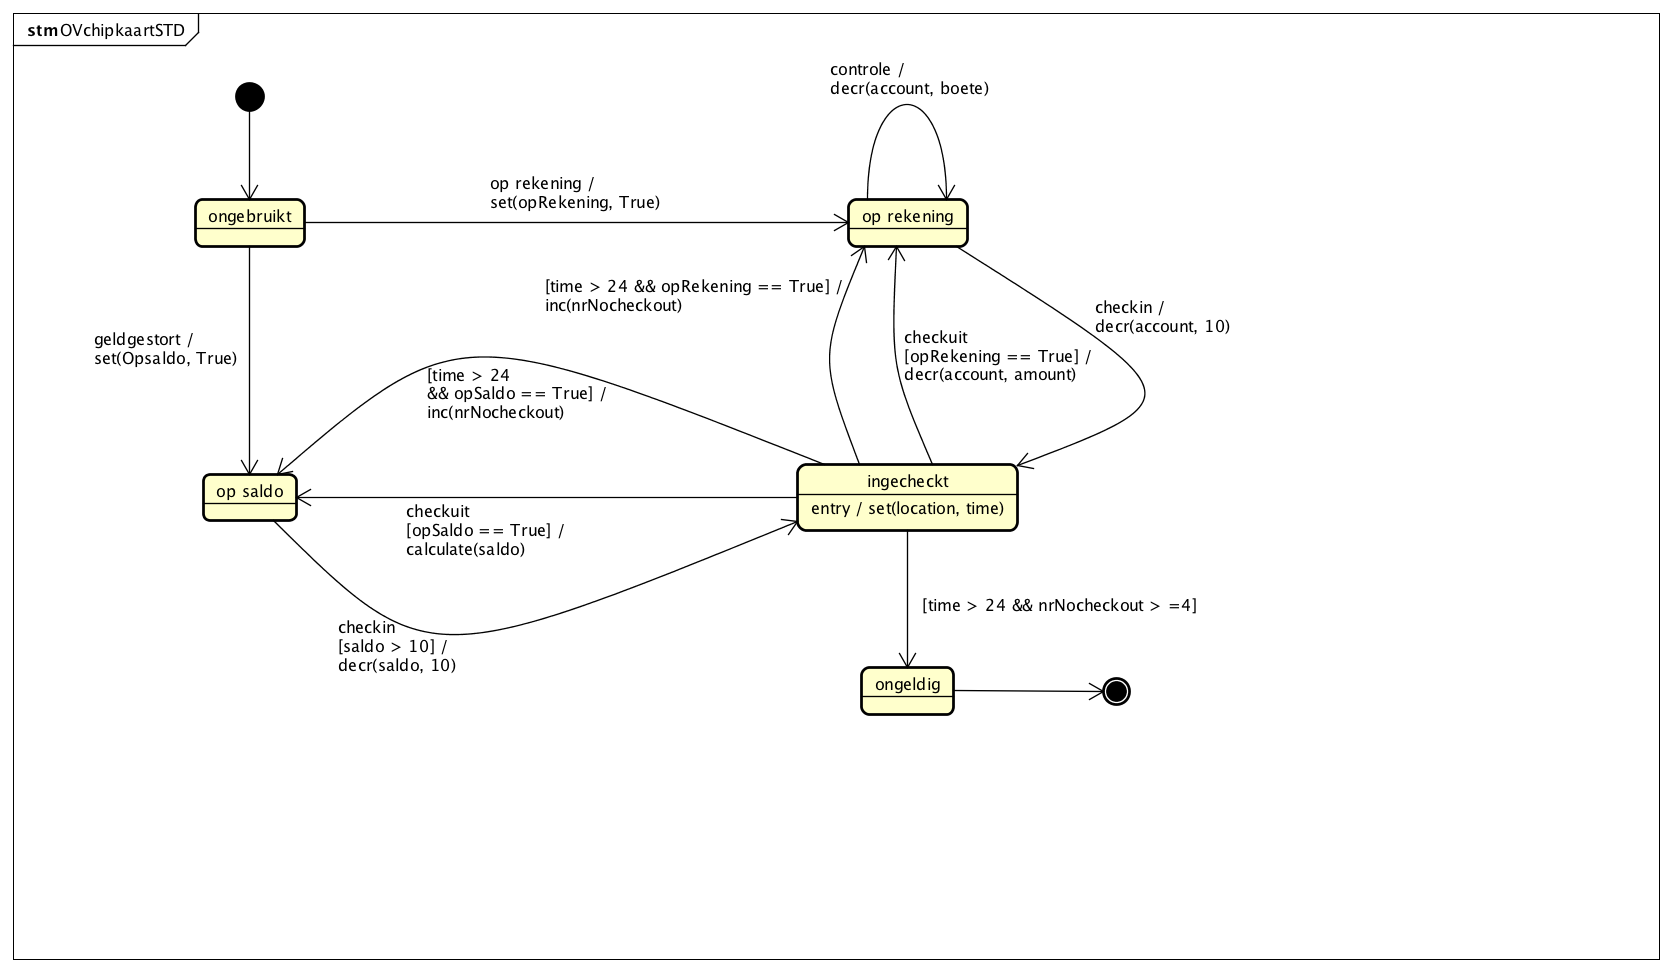 stm OVchipkaartSTD
controle /
decr(account, boete)
op rekening /
set(opRekening, True)
ongebruikt
op rekening
[time > 24 && opRekening == True] /
inc(nrNocheckout)
checkin /
decr(account, 10)
geldgestort /
set(Opsaldo, True)
checkuit
[opRekening == True] /
decr(account, amount)
[time > 24
&& opSaldo == True] /
inc(nrNocheckout)
op saldo
ingecheckt
entry / set(location, time)
checkuit
[opSaldo == True] /
calculate(saldo)
[time > 24 && nrNocheckout > =4]
checkin
[saldo > 10] /
decr(saldo, 10)
ongeldig